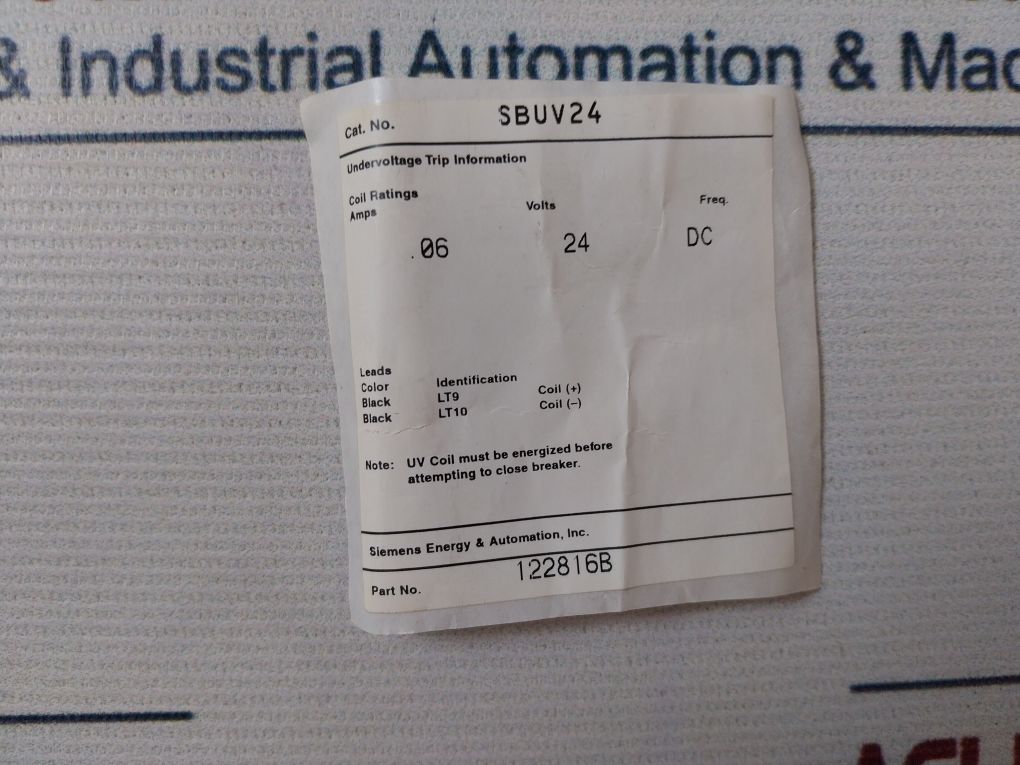 & Industrial Automation & Mac
Cat. No. SBUV24
Undervoltage Trip Information
Coil Ratings
Amps Volts Freq.
.06 24 DC
Leads
Color Identification
Black LT9 Coil (+)
Black LT10 Coil (–)
Note: UV Coil must be energized before
attempting to close breaker.
Siemens Energy & Automation, Inc.
Part No. 122816B